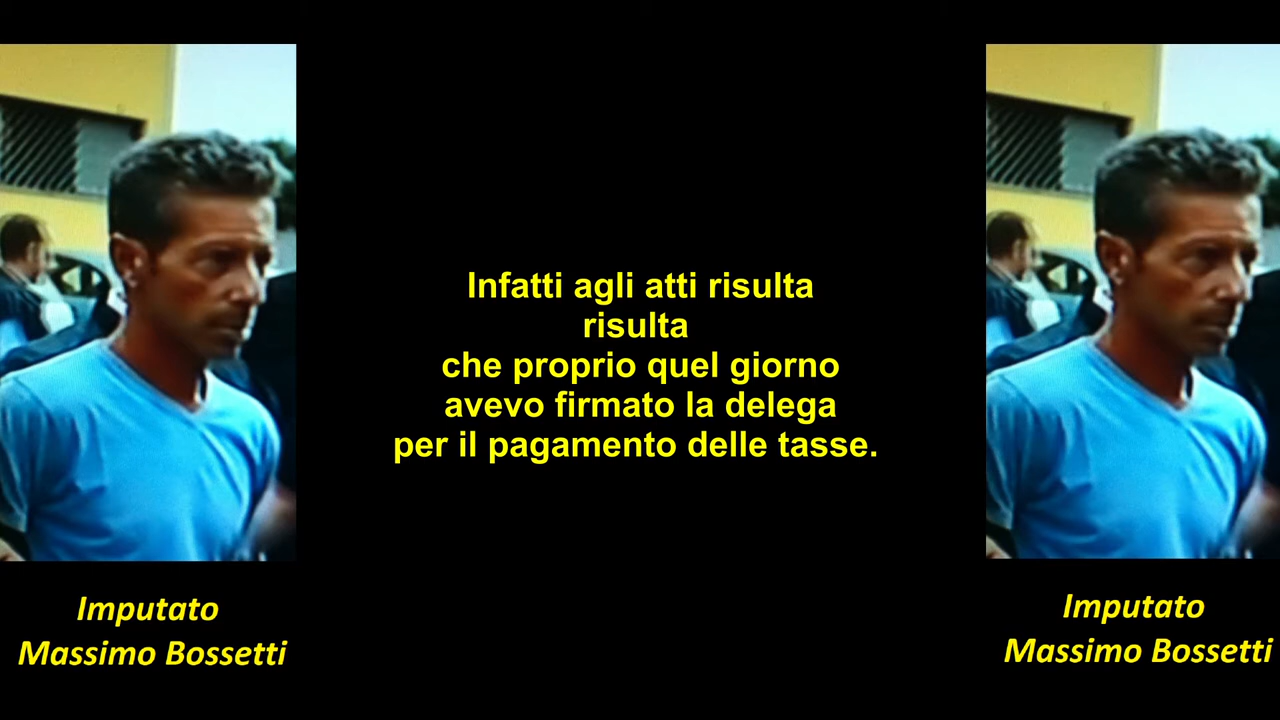 Infatti agli atti risulta
risulta
che proprio quel giorno
avevo firmato la delega
per il pagamento delle tasse.
Imputato
Massimo Bossetti
Imputato
Massimo Bossetti